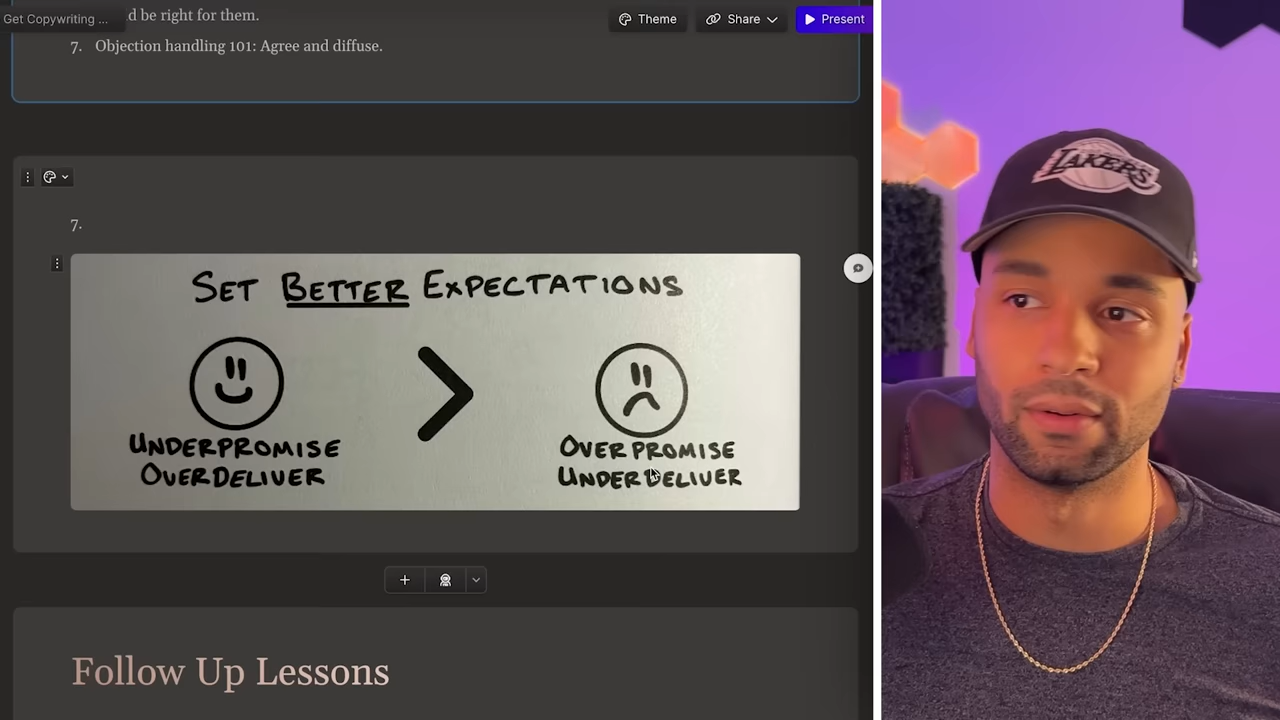 Get Copywriting ...
d be right for them.
Theme
Share
Present
7. Objection handling 101: Agree and diffuse.
7.
SET BETTER EXPECTATIONS
UNDERPROMISE
OVERDELIVER
OVERPROMISE
UNDERDELIVER
Follow Up Lessons
LAKERS